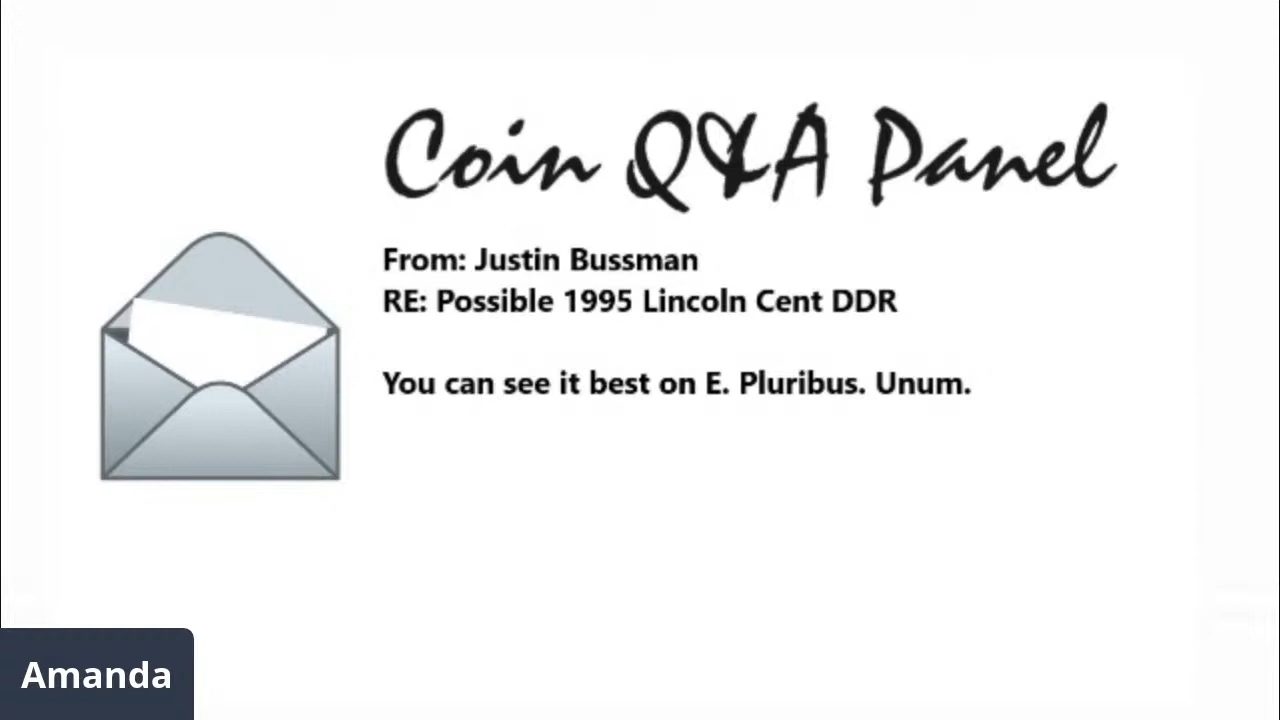 Coin Q&A Panel
From: Justin Bussman
RE: Possible 1995 Lincoln Cent DDR
You can see it best on E. Pluribus. Unum.
Amanda